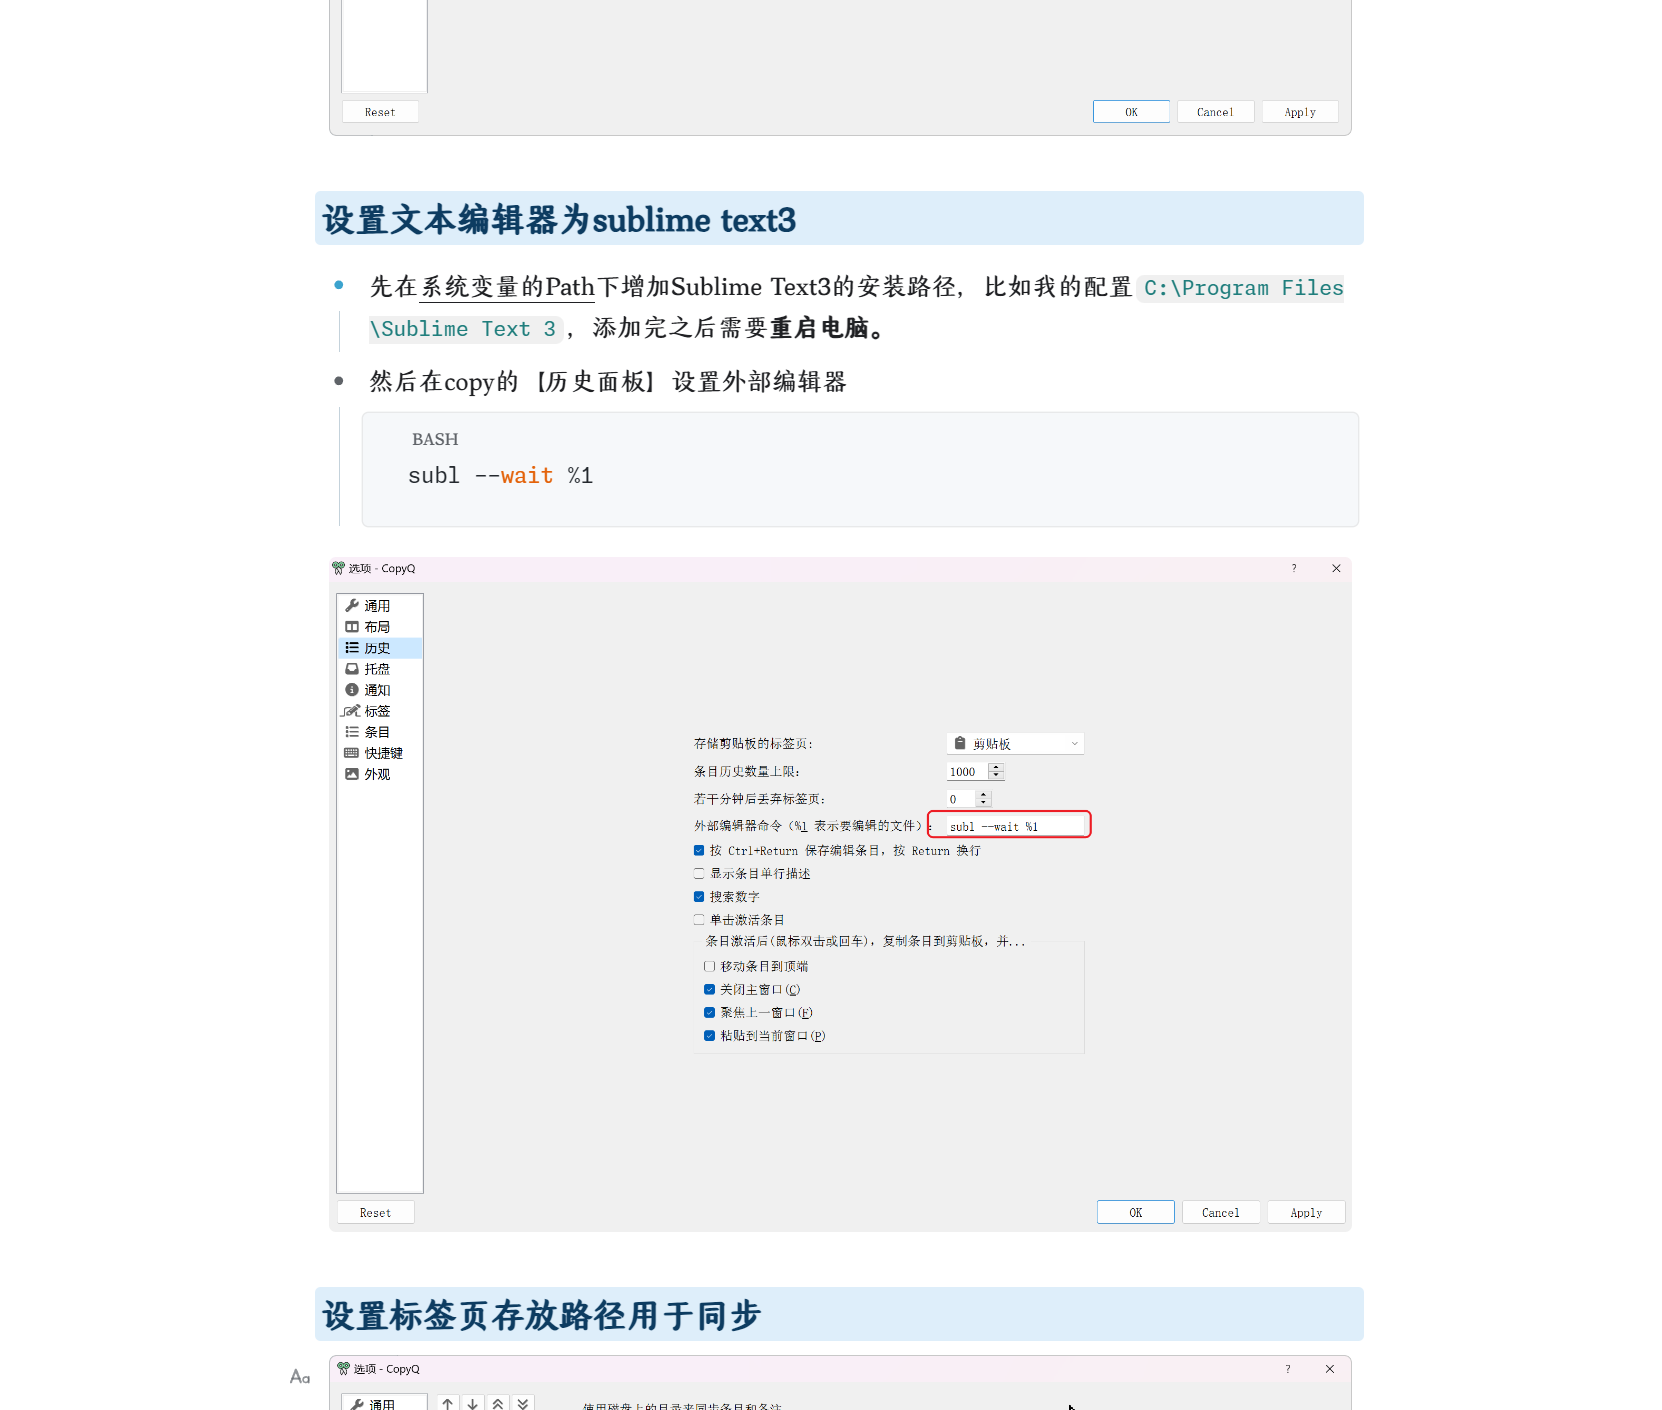 Reset
OK
Cancel
Apply
设置文本编辑器为sublime text3
先在系统变量的Path下增加Sublime Text3的安装路径，比如我的配置 C:\Program Files
\Sublime Text 3 ，添加完之后需要重启电脑。
然后在copy的【历史面板】设置外部编辑器
BASH
subl --wait %1
选项 - CopyQ
?
通用
布局
历史
托盘
通知
标签
条目
快捷键
外观
存储剪贴板的标签页:
剪贴板
条目历史数量上限:
1000
若干分钟后丢弃标签页:
0
外部编辑器命令（%1 表示要编辑的文件）:
subl --wait %1
按 Ctrl+Return 保存编辑条目，按 Return 换行
显示条目单行描述
搜索数字
单击激活条目
条目激活后(鼠标双击或回车)，复制条目到剪贴板，并...
移动条目到顶端
关闭主窗口(C)
聚焦上一窗口(F)
粘贴到当前窗口(P)
Reset
OK
Cancel
Apply
设置标签页存放路径用于同步
Aa
选项 - CopyQ
?
通用
使用磁盘上的目录来同步条目和备注